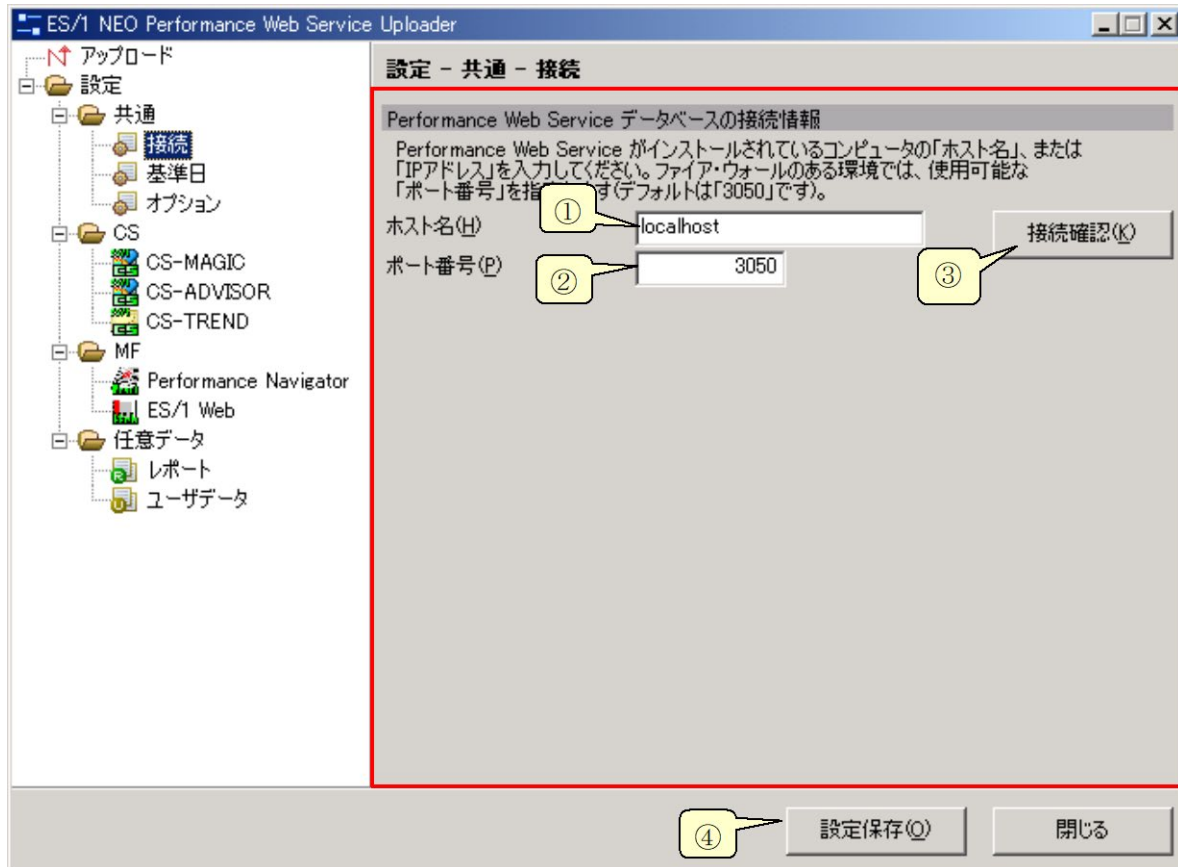 ES/1 NEO Performance Web Service Uploader
アップロード
設定
共通
接続
基準日
オプション
CS
CS-MAGIC
CS-ADVISOR
CS-TREND
MF
Performance Navigator
ES/1 Web
任意データ
レポート
ユーザデータ
設定 - 共通 - 接続
Performance Web Service データベースの接続情報
Performance Web Service がインストールされているコンピュータの「ホスト名」、または
「IPアドレス」を入力してください。ファイア・ウォールのある環境では、使用可能な
「ポート番号」を指 す(デフォルトは「3050」です)。
①
ホスト名(H)
localhost
接続確認(K)
②
ポート番号(P)
3050
③
④
設定保存(O)
閉じる